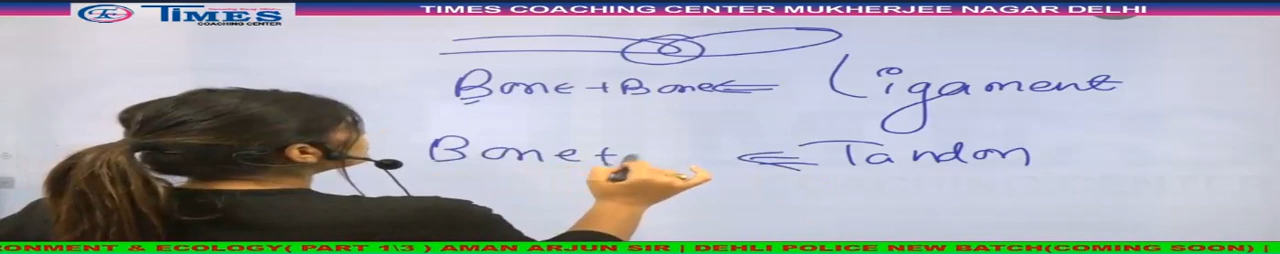 TIMES COACHING CENTER MUKHERJEE NAGAR DELHI
TIMES
COACHING CENTER
Bone + Bone ⇐ Ligament
Bone + ⇐ Tandon
RONMENT & ECOLOGY( PART 1\3 ) AMAN ARJUN SIR | DEHLI POLICE NEW BATCH(COMING SOON) |